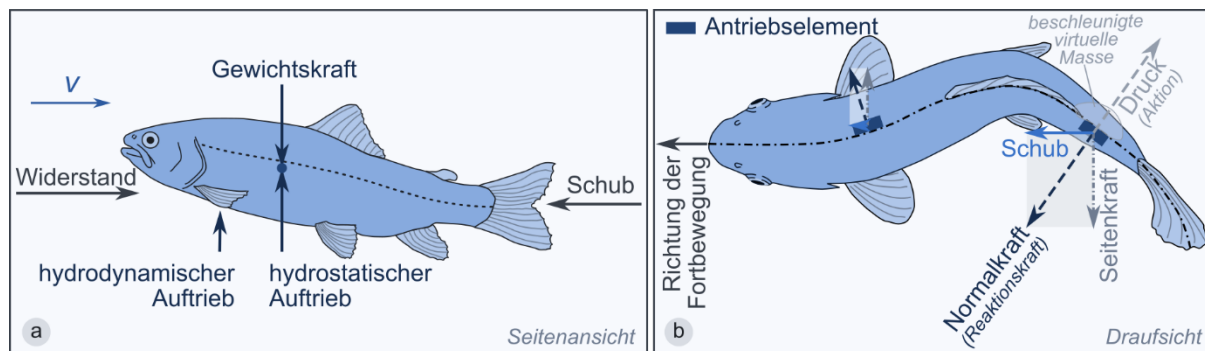 v
Gewichtskraft
Widerstand
Schub
hydrodynamischer
Auftrieb
hydrostatischer
Auftrieb
a
Seitenansicht
Antriebselement
beschleunigte
virtuelle
Masse
Druck
(Aktion)
Schub
Richtung der
Fortbewegung
Normalkraft
(Reaktionskraft)
Seitenkraft
b
Draufsicht